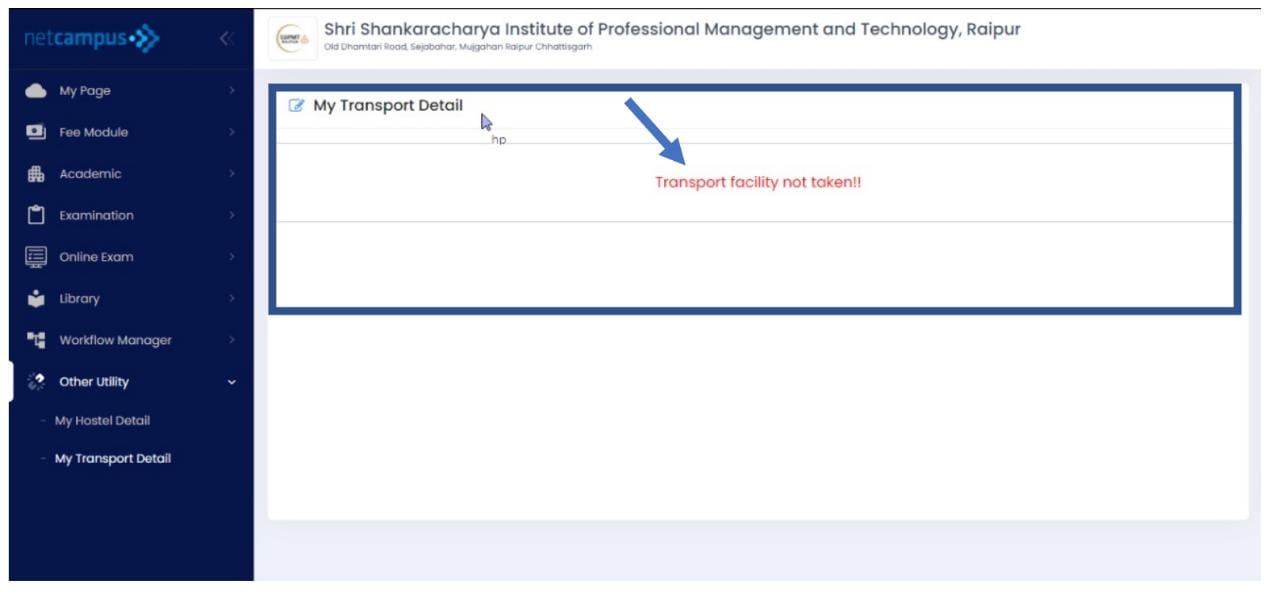 netcampus
Shri Shankaracharya Institute of Professional Management and Technology, Raipur
Old Dhamtari Road, Sejabahar, Mujgahan Raipur Chhattisgarh
My Page
Fee Module
Academic
Examination
Online Exam
Library
Workflow Manager
Other Utility
- My Hostel Detail
- My Transport Detail
My Transport Detail
hp
Transport facility not taken!!